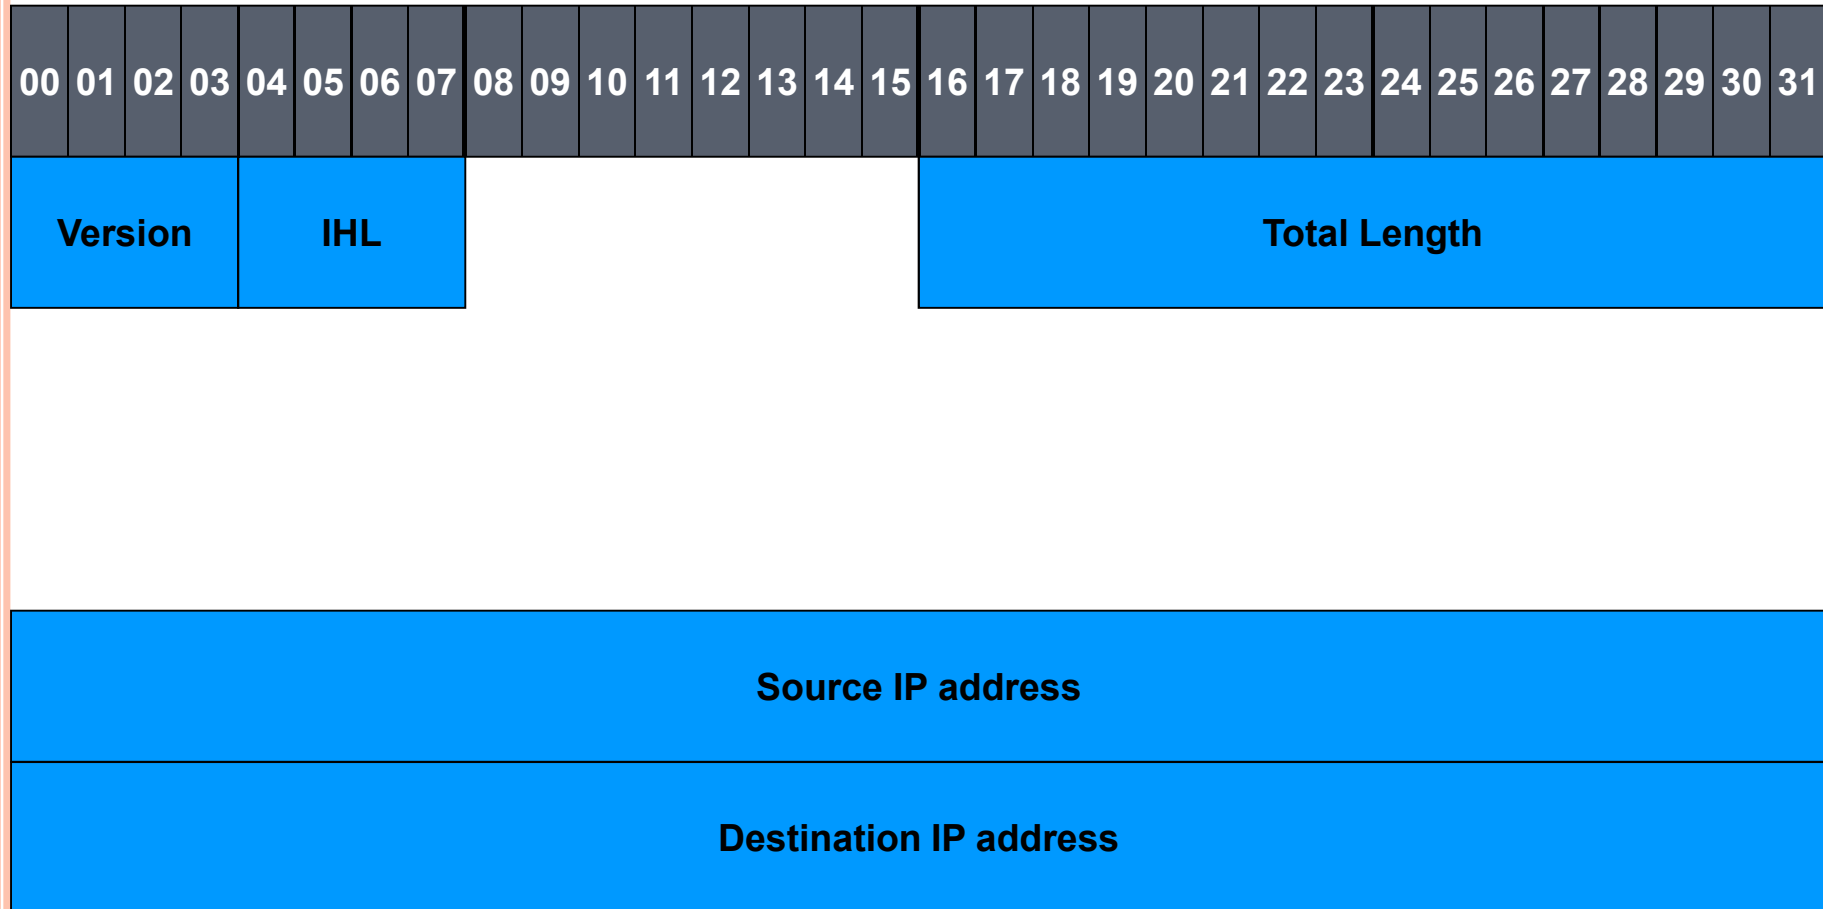 00 01 02 03 04 05 06 07 08 09 10 11 12 13 14 15 16 17 18 19 20 21 22 23 24 25 26 27 28 29 30 31
Version IHL Total Length
Source IP address
Destination IP address